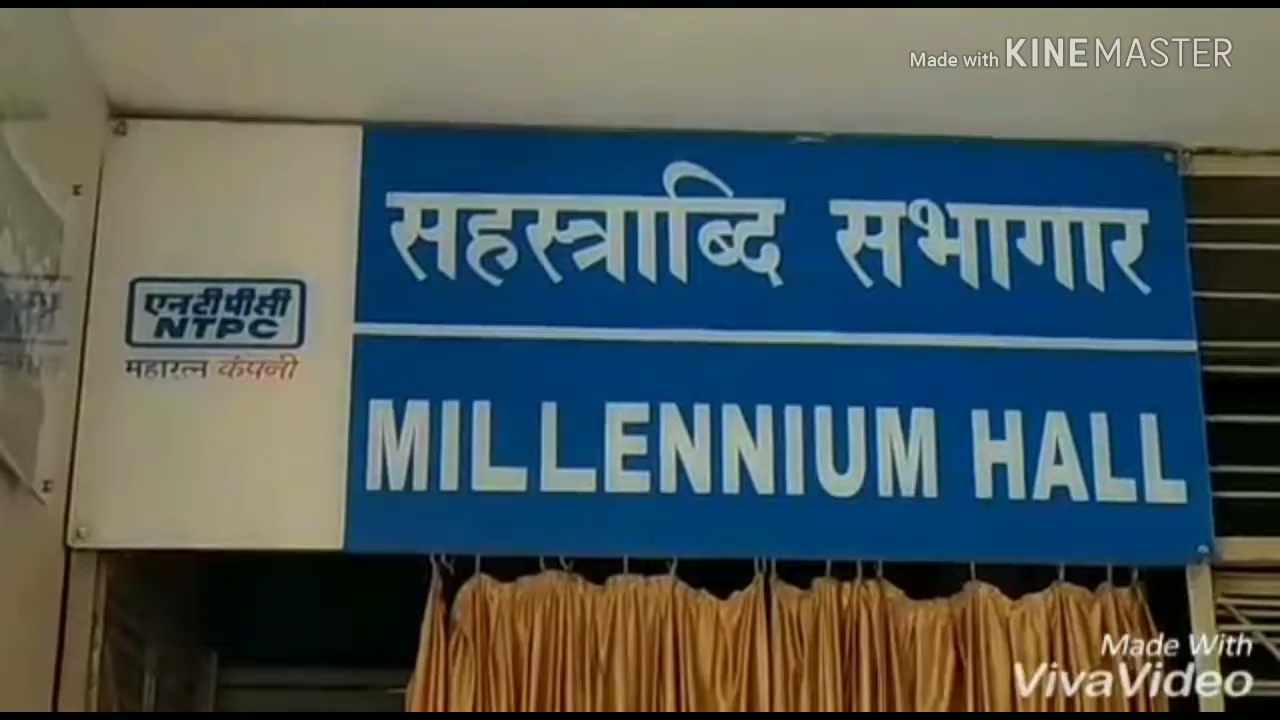 Made with KINEMASTER
सहस्त्राब्दि सभागार
एनटीपीसी
NTPC
महारत्न कंपनी
MILLENNIUM HALL
Made With
VivaVideo